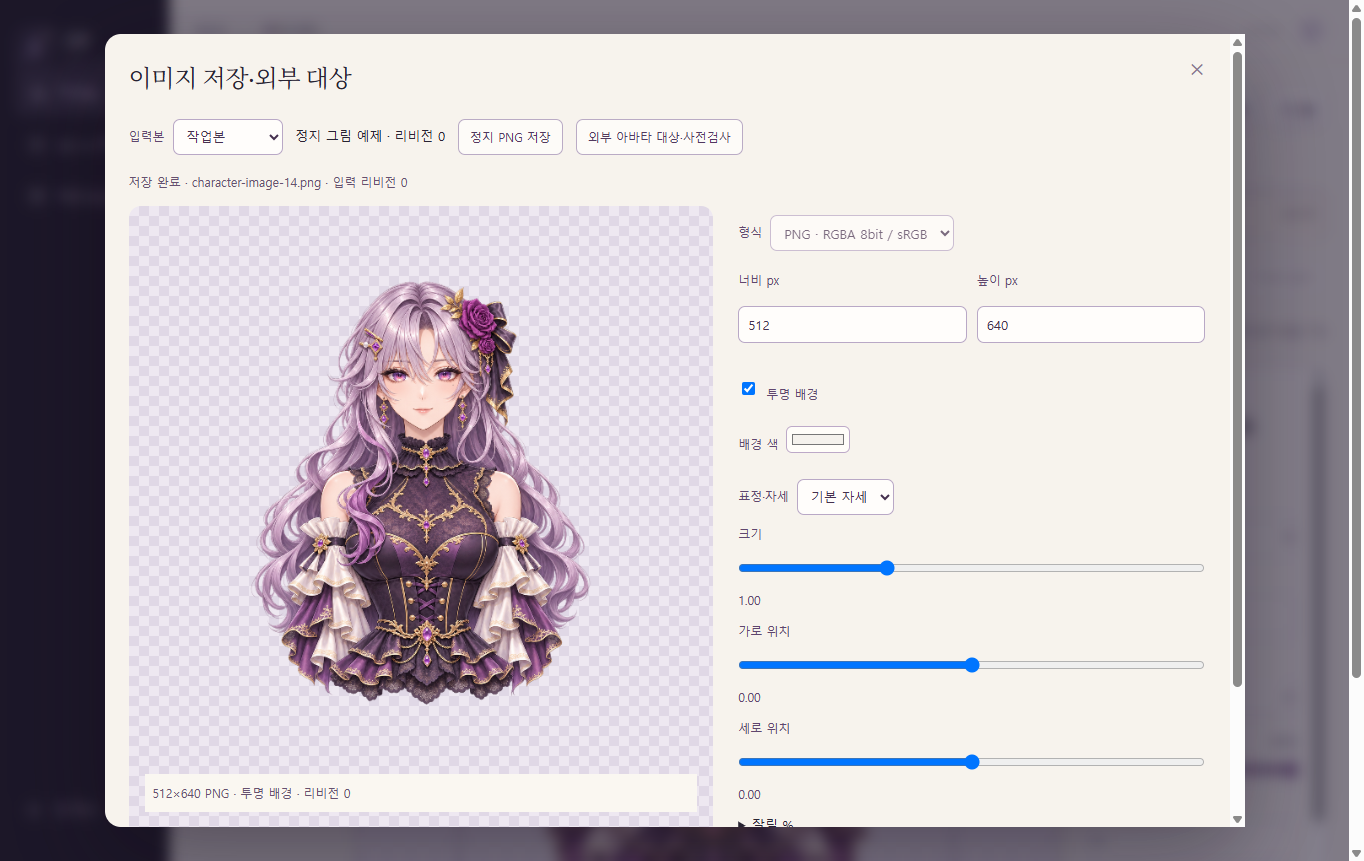 이미지 저장·외부 대상
입력본 작업본 정지 그림 예제 · 리비전 0 정지 PNG 저장 외부 아바타 대상·사전검사
저장 완료 · character-image-14.png · 입력 리비전 0
형식 PNG · RGBA 8bit / sRGB
너비 px 높이 px
512 640
투명 배경
배경 색
표정·자세 기본 자세
크기
1.00
가로 위치
0.00
세로 위치
0.00
512×640 PNG · 투명 배경 · 리비전 0
잘림 %